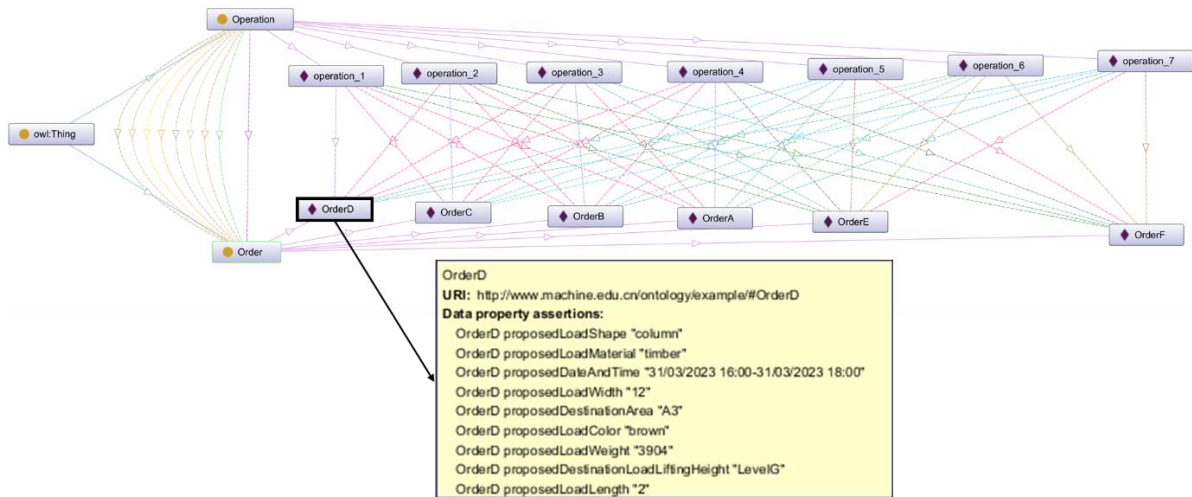 Operation
operation_1
operation_2
operation_3
operation_4
operation_5
operation_6
operation_7
owl:Thing
OrderD
OrderC
OrderB
OrderA
OrderE
OrderF
Order
OrderD
URI: http://www.machine.edu.cn/ontology/example/#OrderD
Data property assertions:
OrderD proposedLoadShape "column"
OrderD proposedLoadMaterial "timber"
OrderD proposedDateAndTime "31/03/2023 16:00-31/03/2023 18:00"
OrderD proposedLoadWidth "12"
OrderD proposedDestinationArea "A3"
OrderD proposedLoadColor "brown"
OrderD proposedLoadWeight "3904"
OrderD proposedDestinationLoadLiftingHeight "LevelG"
OrderD proposedLoadLength "2"